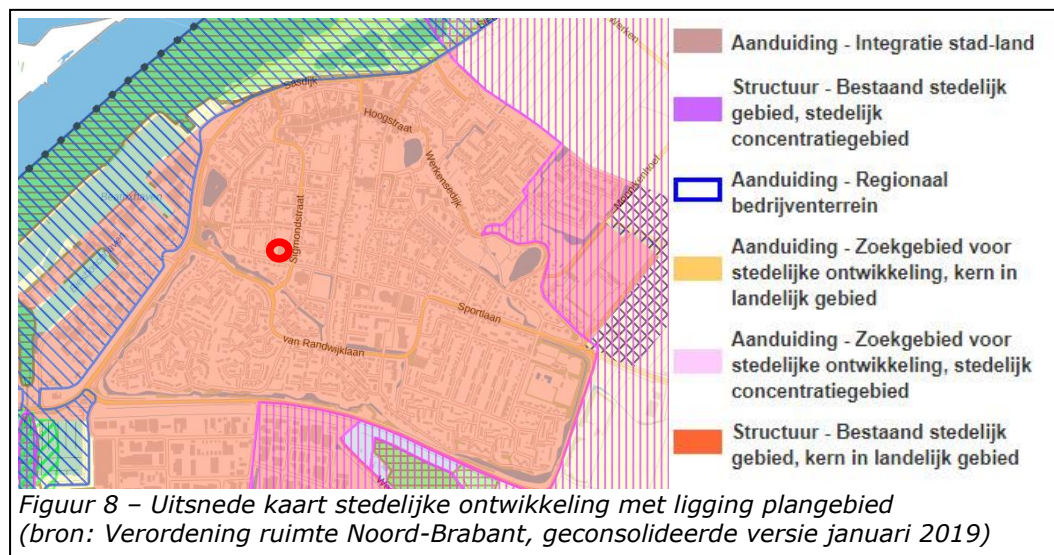 Sasdijk
Hoogstraat
Werkensedijk
Sigmondstraat
Sportlaan
van Randwijklaan
Werken
Aanduiding - Integratie stad-land
Structuur - Bestaand stedelijk
gebied, stedelijk
concentratiegebied
Aanduiding - Regionaal
bedrijventerrein
Aanduiding - Zoekgebied voor
stedelijke ontwikkeling, kern in
landelijk gebied
Aanduiding - Zoekgebied voor
stedelijke ontwikkeling, stedelijk
concentratiegebied
Structuur - Bestaand stedelijk
gebied, kern in landelijk gebied
Figuur 8 – Uitsnede kaart stedelijke ontwikkeling met ligging plangebied
(bron: Verordening ruimte Noord-Brabant, geconsolideerde versie januari 2019)